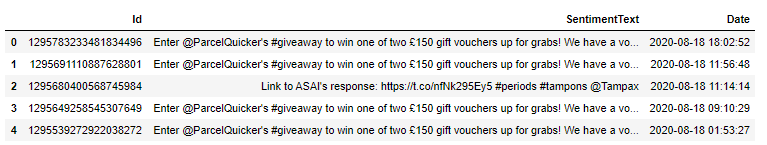 Id SentimentText Date
0 1295783233481834496 Enter @ParcelQuicker's #giveaway to win one of two £150 gift vouchers up for grabs! We have a vo... 2020-08-18 18:02:52
1 1295691110887628801 Enter @ParcelQuicker's #giveaway to win one of two £150 gift vouchers up for grabs! We have a vo... 2020-08-18 11:56:48
2 1295680400568745984 Link to ASAI's response: https://t.co/nfNk295Ey5 #periods #tampons @Tampax 2020-08-18 11:14:14
3 1295649258545307649 Enter @ParcelQuicker's #giveaway to win one of two £150 gift vouchers up for grabs! We have a vo... 2020-08-18 09:10:29
4 1295539272922038272 Enter @ParcelQuicker's #giveaway to win one of two £150 gift vouchers up for grabs! We have a vo... 2020-08-18 01:53:27